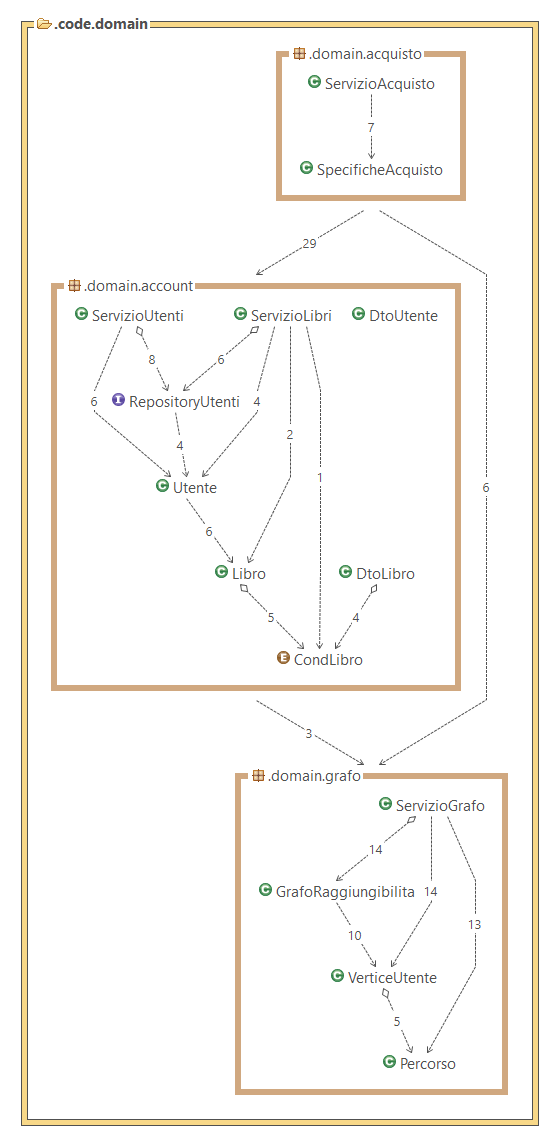 .code.domain
.domain.acquisto
C ServizioAcquisto
7
C SpecificheAcquisto
29
.domain.account
C ServizioUtenti
C ServizioLibri
C DtoUtente
8
6
6
I RepositoryUtenti
4
4
2
1
6
C Utente
6
C Libro
C DtoLibro
5
4
E CondLibro
3
.domain.grafo
C ServizioGrafo
14
C GrafoRaggiungibilita
14
13
10
C VerticeUtente
5
C Percorso